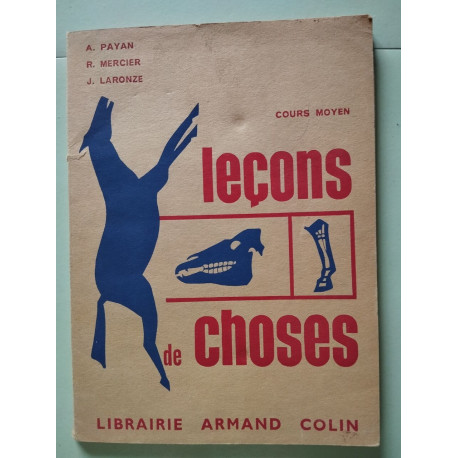 A. PAYAN
R. MERCIER
J. LARONZE
COURS MOYEN
leçons
de choses
LIBRAIRIE ARMAND COLIN